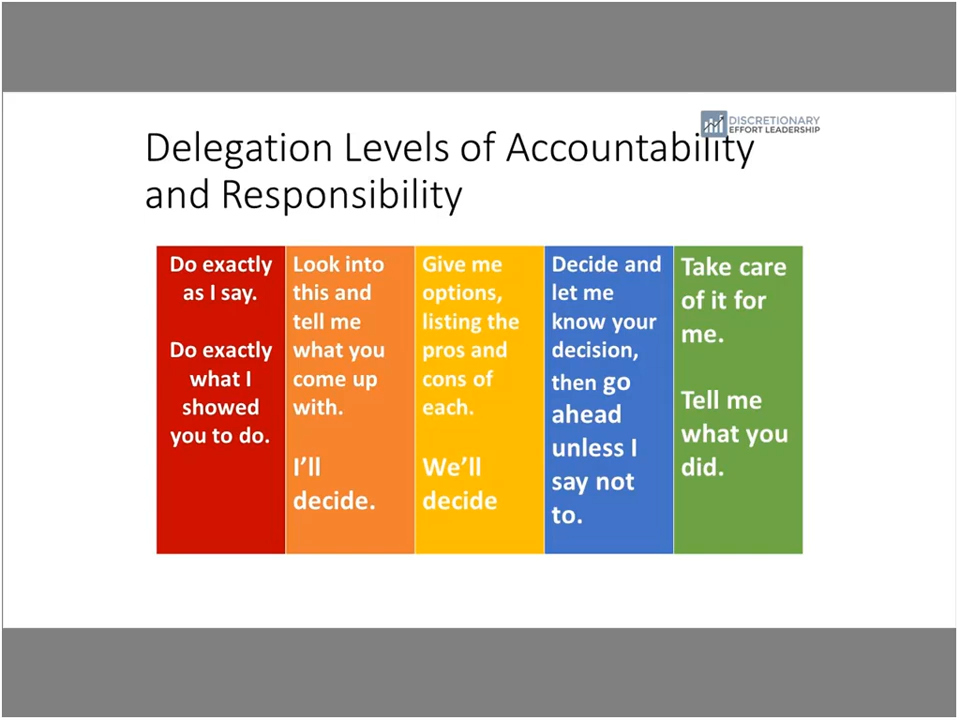 DISCRETIONARY
EFFORT LEADERSHIP
Delegation Levels of Accountability
and Responsibility
Do exactly
as I say.
Do exactly
what I
showed
you to do.
Look into
this and
tell me
what you
come up
with.
I’ll
decide.
Give me
options,
listing the
pros and
cons of
each.
We’ll
decide
Decide and
let me
know your
decision,
then go
ahead
unless I
say not
to.
Take care
of it for
me.
Tell me
what you
did.